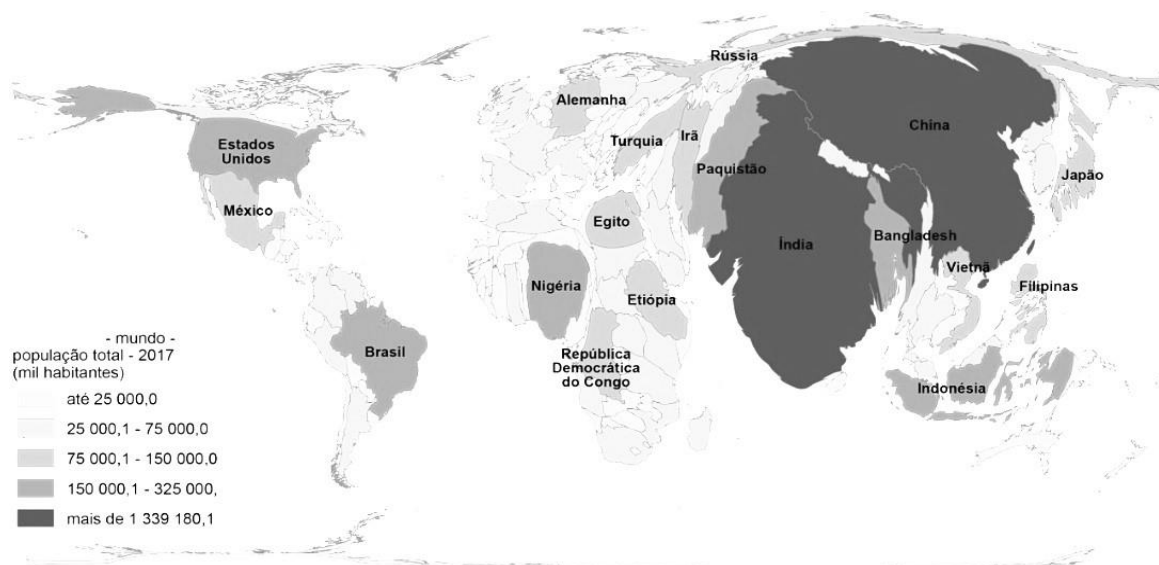 Rússia
Alemanha
China
Estados
Unidos
Turquia
Irã
Paquistão
Japão
México
Egito
Índia
Bangladesh
Vietnã
Nigéria
Etiópia
Filipinas
- mundo -
população total - 2017
(mil habitantes)
Brasil
República
Democrática
do Congo
Indonésia
até 25 000,0
25 000,1 - 75 000,0
75 000,1 - 150 000,0
150 000,1 - 325 000,
mais de 1 339 180,1